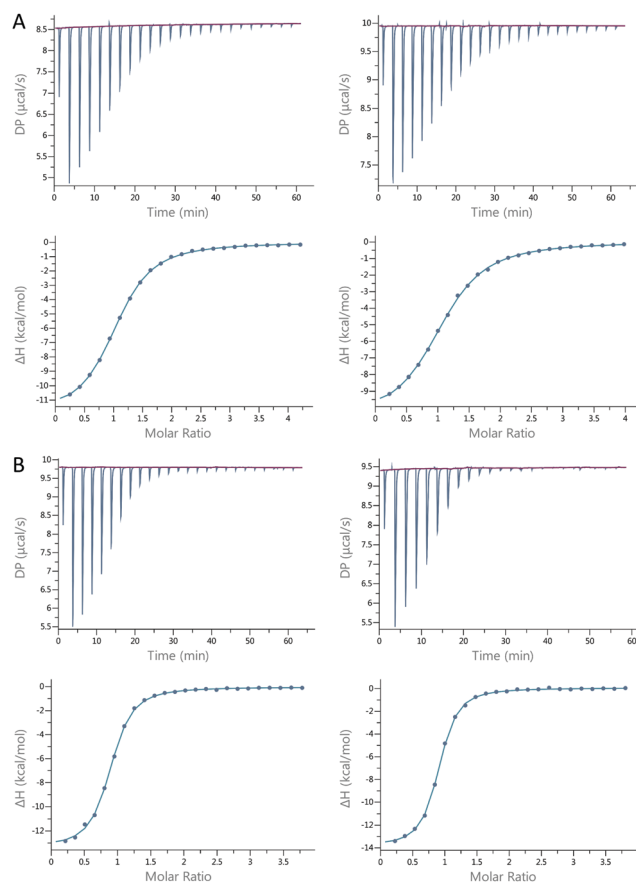 A
DP (µcal/s)
8.5
8
7.5
7
6.5
6
5.5
5
0 10 20 30 40 50 60
Time (min)
DP (µcal/s)
10
9.5
9
8.5
8
7.5
0 10 20 30 40 50 60
Time (min)
ΔH (kcal/mol)
0
-1
-2
-3
-4
-5
-6
-7
-8
-9
-10
-11
0 0.5 1 1.5 2 2.5 3 3.5 4
Molar Ratio
ΔH (kcal/mol)
0
-1
-2
-3
-4
-5
-6
-7
-8
-9
0 0.5 1 1.5 2 2.5 3 3.5 4
Molar Ratio
B
DP (µcal/s)
10
9.5
9
8.5
8
7.5
7
6.5
6
5.5
0 10 20 30 40 50 60
Time (min)
DP (µcal/s)
9.5
9
8.5
8
7.5
7
6.5
6
5.5
0 10 20 30 40 50 60
Time (min)
ΔH (kcal/mol)
0
-2
-4
-6
-8
-10
-12
0 0.5 1 1.5 2 2.5 3 3.5
Molar Ratio
ΔH (kcal/mol)
0
-2
-4
-6
-8
-10
-12
-14
0 0.5 1 1.5 2 2.5 3 3.5
Molar Ratio